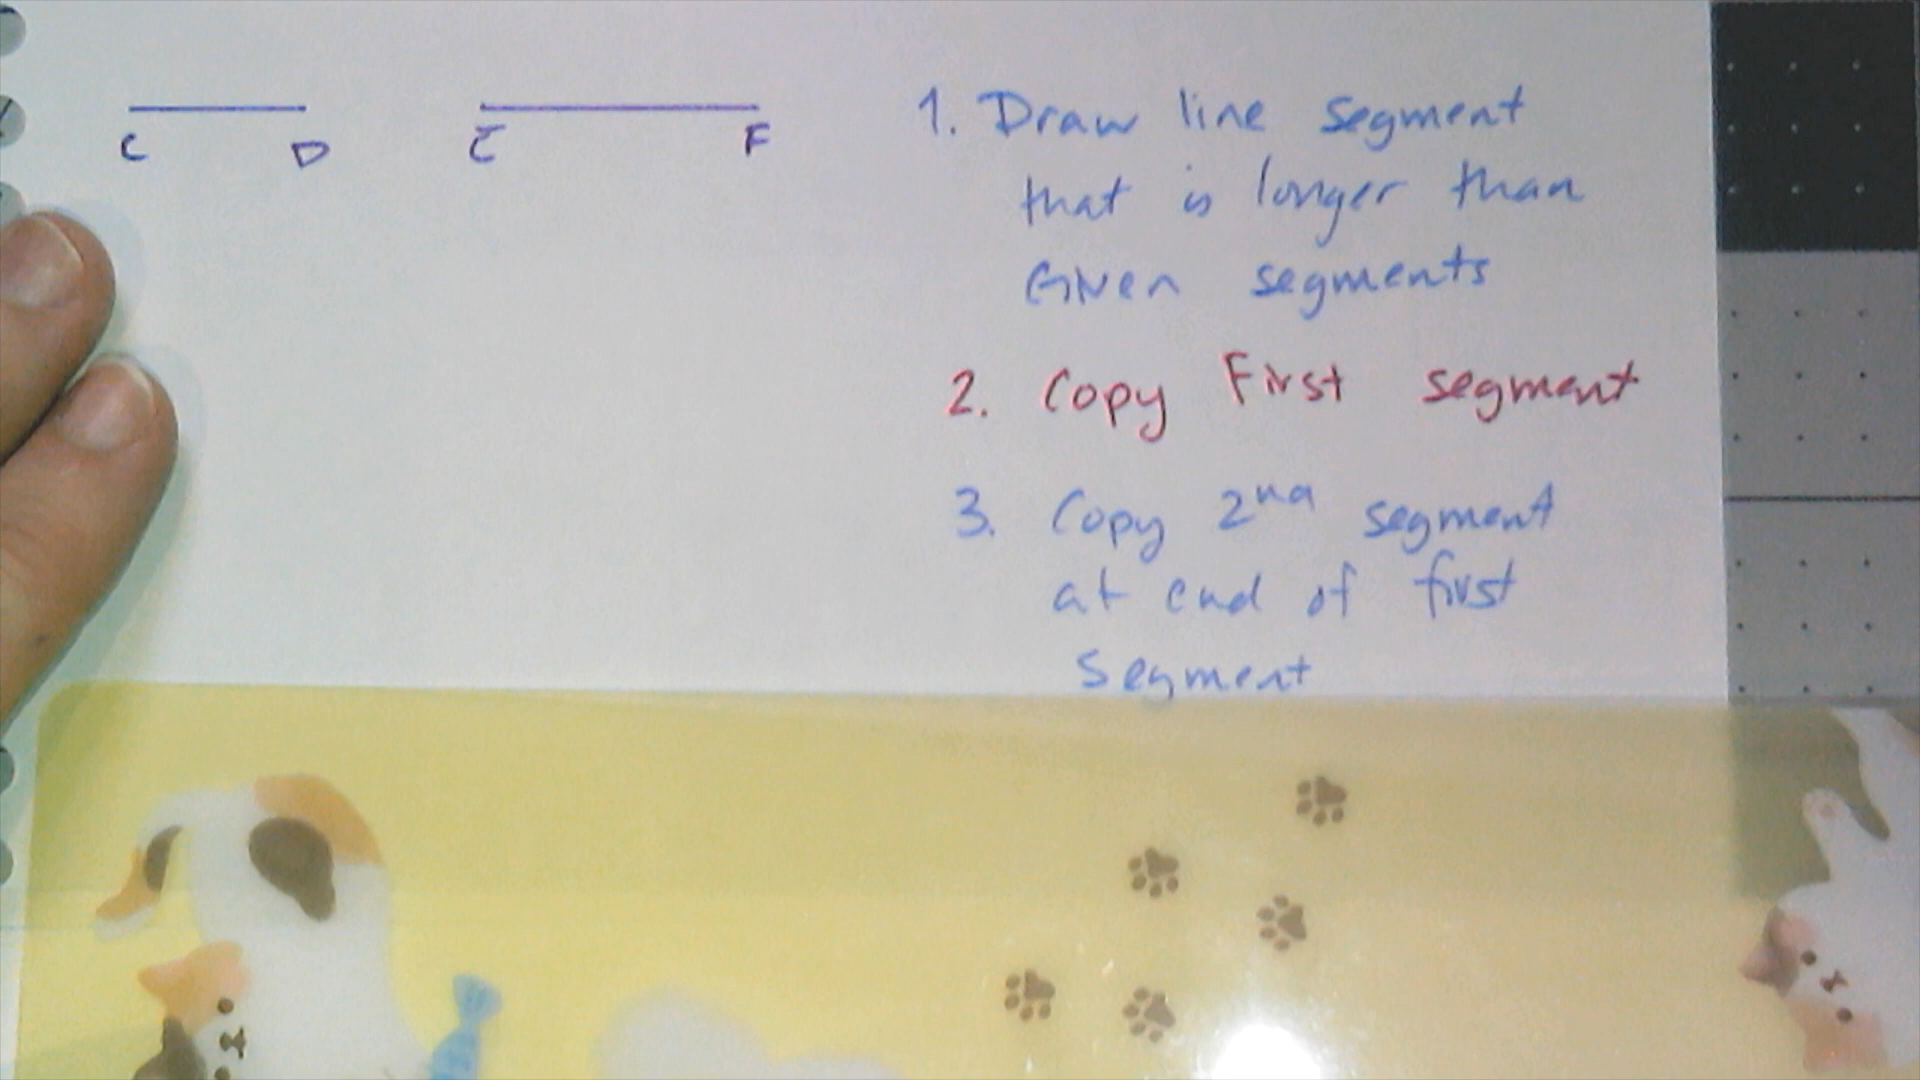 C D E F
1. Draw line segment
that is longer than
Given segments
2. Copy First segment
3. Copy 2nd segment
at end of first
segment